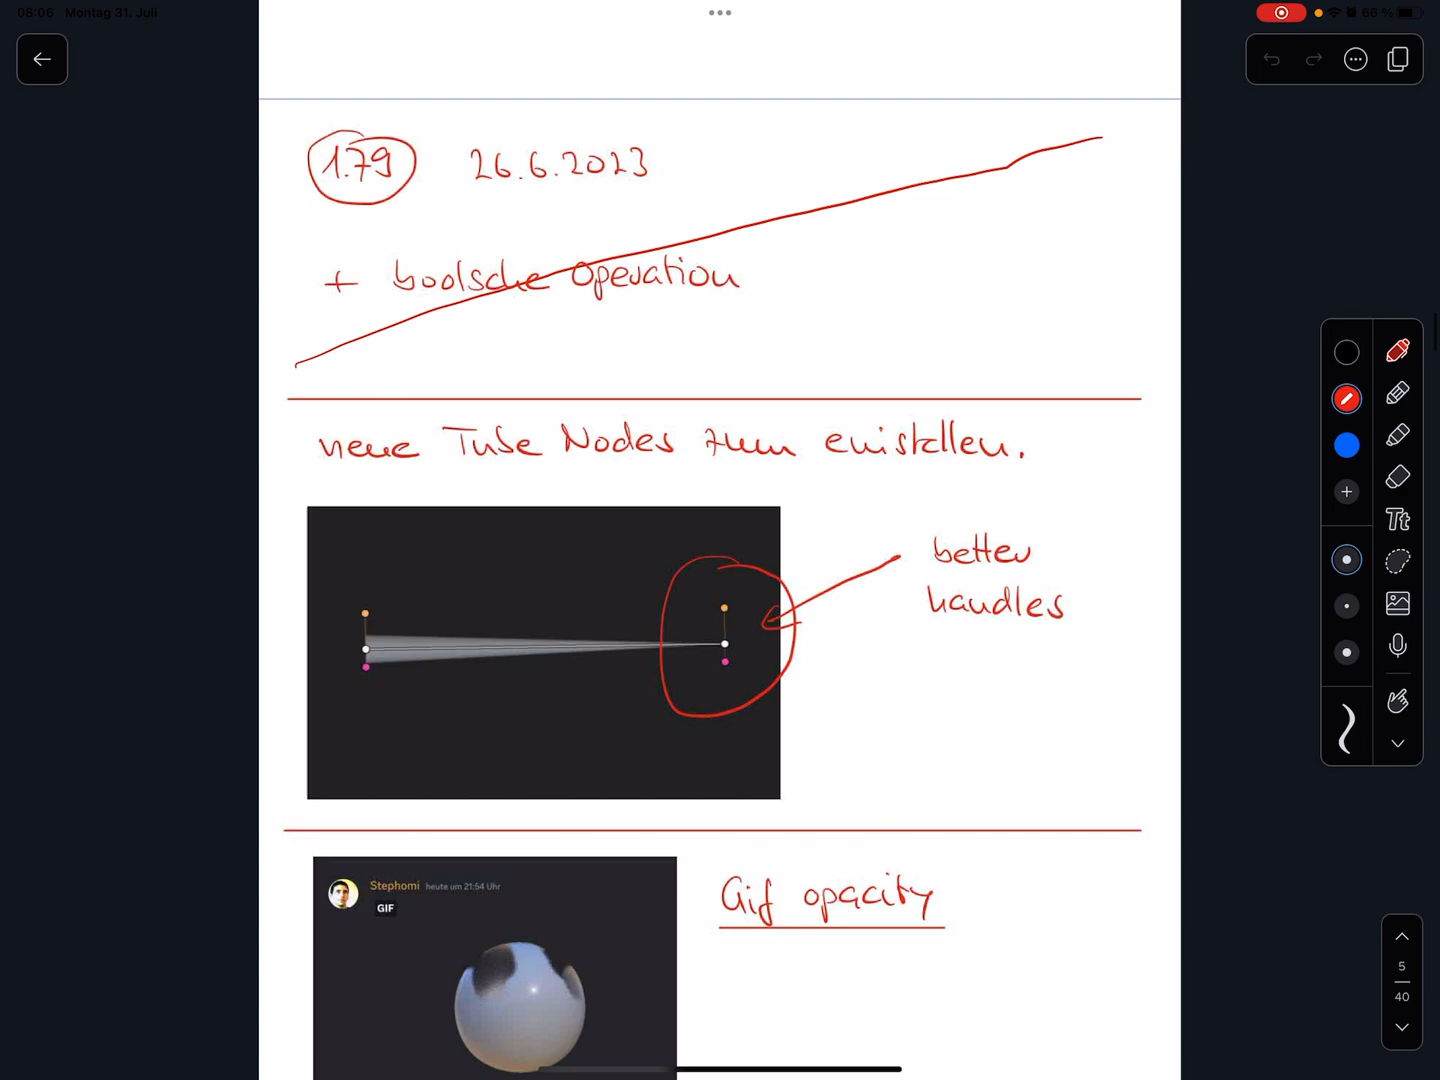 08:06 Montag 31. Juli
66 %
1.79 26.6.2023
+ boolsche Operation
neue Tube Nodes zum einstellen.
better
handles
Stephomi heute um 21:54 Uhr
GIF
Gif opacity
Tt
5
40